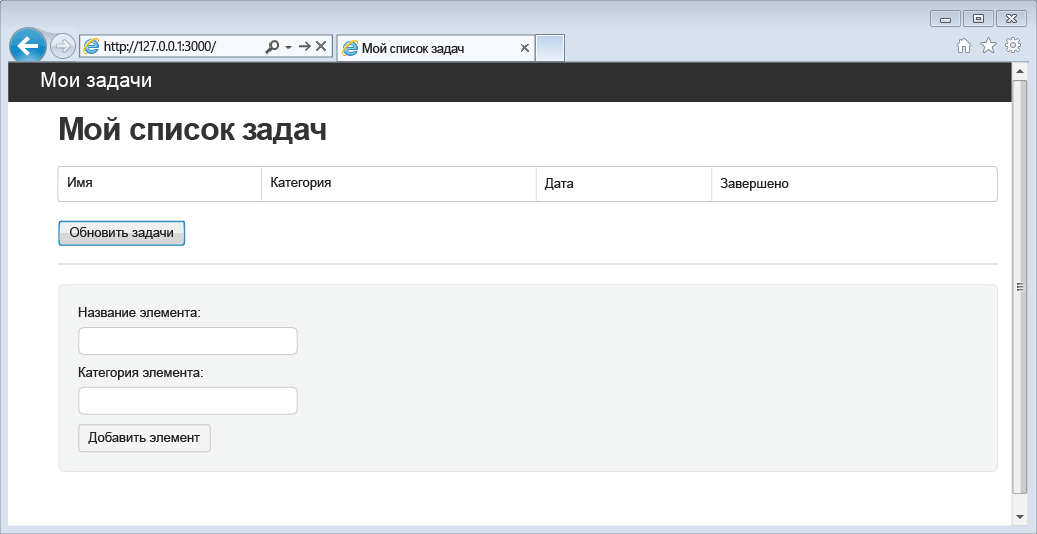 http://127.0.0.1:3000/
Мой список задач
Мои задачи
Мой список задач
Имя Категория Дата Завершено
Обновить задачи
Название элемента:
Категория элемента:
Добавить элемент